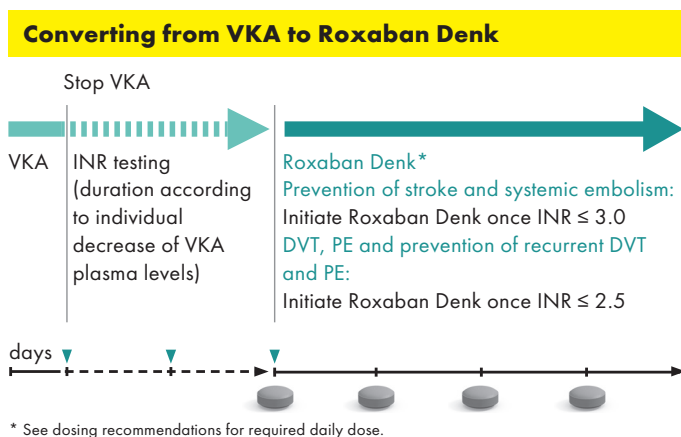 Converting from VKA to Roxaban Denk
Stop VKA
VKA
INR testing
(duration according
to individual
decrease of VKA
plasma levels)
Roxaban Denk*
Prevention of stroke and systemic embolism:
Initiate Roxaban Denk once INR ≤ 3.0
DVT, PE and prevention of recurrent DVT
and PE:
Initiate Roxaban Denk once INR ≤ 2.5
days
* See dosing recommendations for required daily dose.